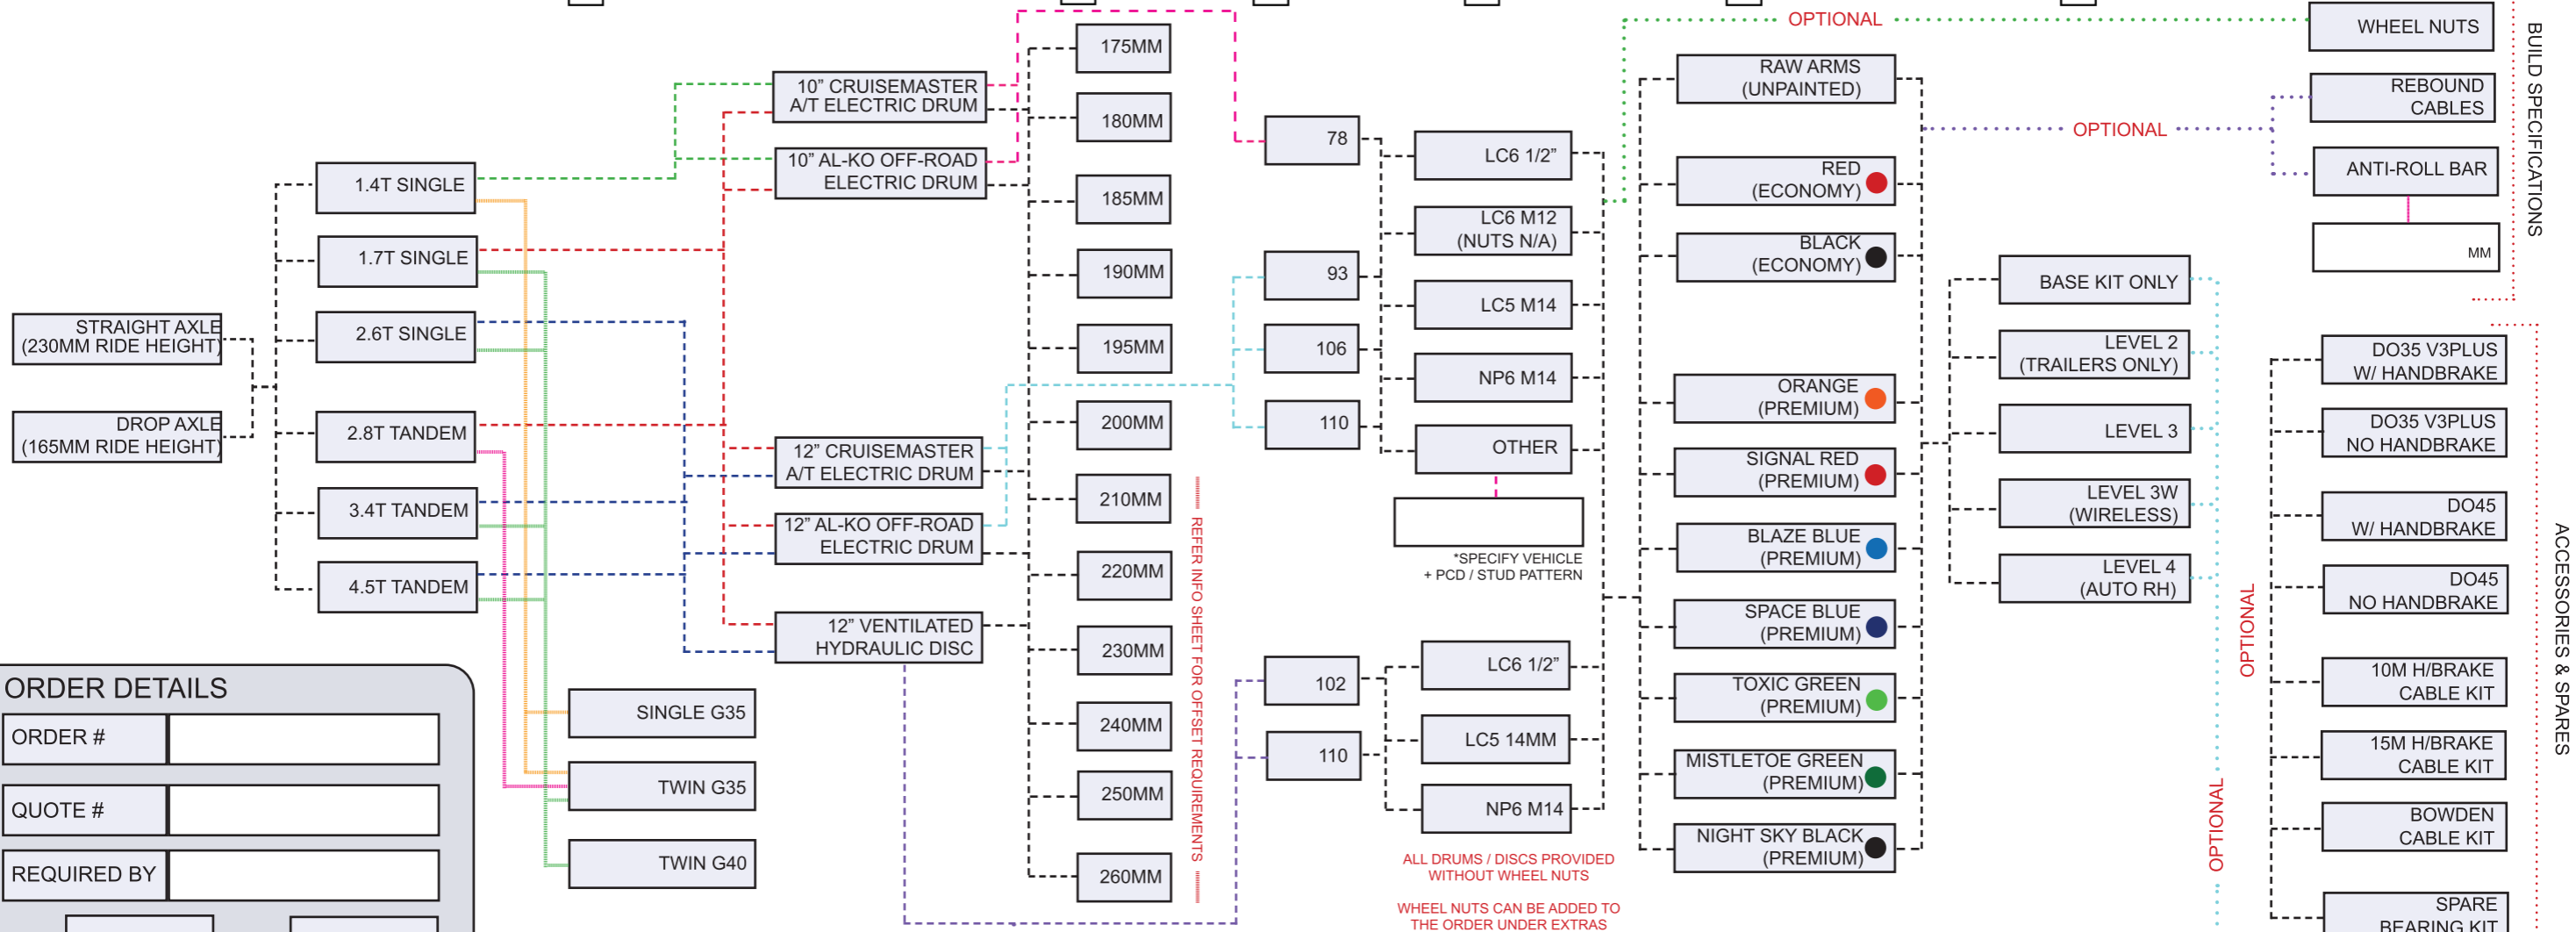 STRAIGHT AXLE
(230MM RIDE HEIGHT)
DROP AXLE
(165MM RIDE HEIGHT)
1.4T SINGLE
1.7T SINGLE
2.6T SINGLE
2.8T TANDEM
3.4T TANDEM
4.5T TANDEM
ORDER DETAILS
ORDER #
QUOTE #
REQUIRED BY
SINGLE G35
TWIN G35
TWIN G40
10” CRUISEMASTER
A/T ELECTRIC DRUM
10” AL-KO OFF-ROAD
ELECTRIC DRUM
12” CRUISEMASTER
A/T ELECTRIC DRUM
12” AL-KO OFF-ROAD
ELECTRIC DRUM
12” VENTILATED
HYDRAULIC DISC
175MM
180MM
185MM
190MM
195MM
200MM
210MM
220MM
230MM
240MM
250MM
260MM
REFER INFO SHEET FOR OFFSET REQUIREMENTS
78
93
106
110
102
110
LC6 1/2”
LC6 M12
(NUTS N/A)
LC5 M14
NP6 M14
OTHER
*SPECIFY VEHICLE
+ PCD / STUD PATTERN
LC6 1/2”
LC5 14MM
NP6 M14
ALL DRUMS / DISCS PROVIDED
WITHOUT WHEEL NUTS
WHEEL NUTS CAN BE ADDED TO
THE ORDER UNDER EXTRAS
OPTIONAL
RAW ARMS
(UNPAINTED)
RED
(ECONOMY)
BLACK
(ECONOMY)
ORANGE
(PREMIUM)
SIGNAL RED
(PREMIUM)
BLAZE BLUE
(PREMIUM)
SPACE BLUE
(PREMIUM)
TOXIC GREEN
(PREMIUM)
MISTLETOE GREEN
(PREMIUM)
NIGHT SKY BLACK
(PREMIUM)
OPTIONAL
BASE KIT ONLY
LEVEL 2
(TRAILERS ONLY)
LEVEL 3
LEVEL 3W
(WIRELESS)
LEVEL 4
(AUTO RH)
OPTIONAL
OPTIONAL
WHEEL NUTS
REBOUND
CABLES
ANTI-ROLL BAR
MM
BUILD SPECIFICATIONS
DO35 V3PLUS
W/ HANDBRAKE
DO35 V3PLUS
NO HANDBRAKE
DO45
W/ HANDBRAKE
DO45
NO HANDBRAKE
10M H/BRAKE
CABLE KIT
15M H/BRAKE
CABLE KIT
BOWDEN
CABLE KIT
SPARE
BEARING KIT
ACCESSORIES & SPARES